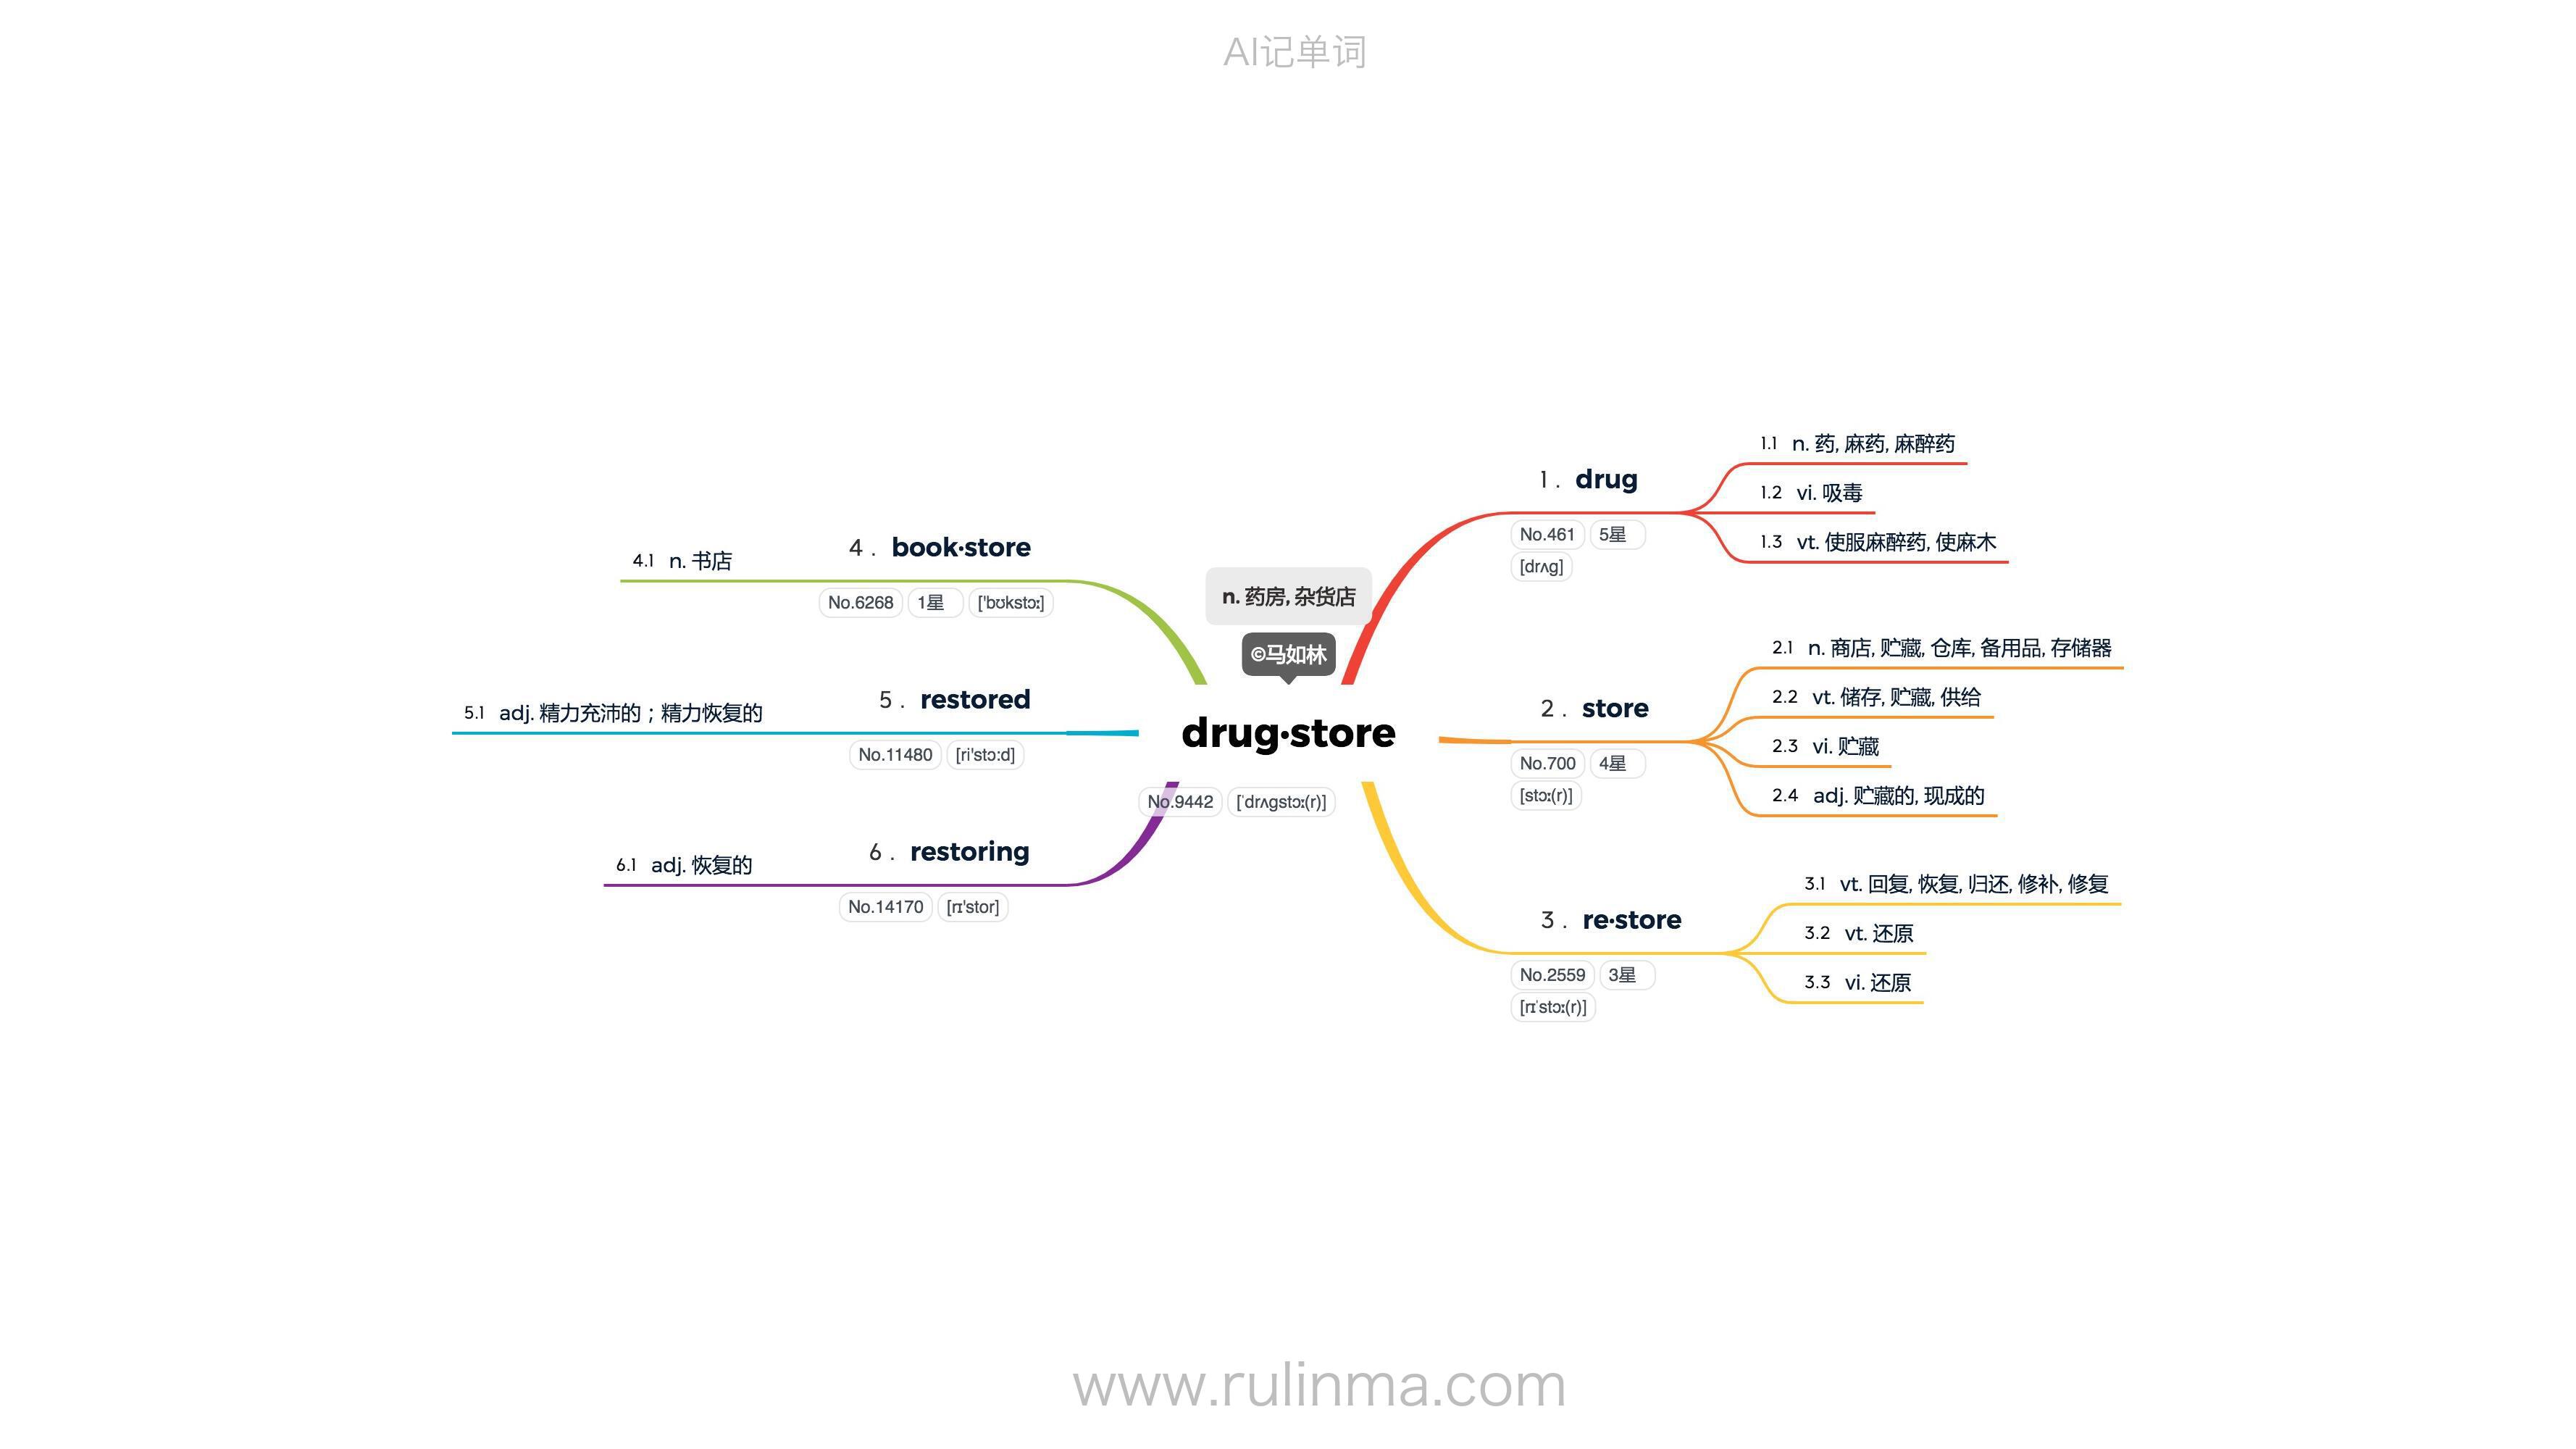 AI记单词
n. 药房, 杂货店
©马如林
drug·store
No.9442 [ˈdrʌgstɔː(r)]
1 . drug
No.461 5星
[drʌg]
1.1 n. 药, 麻药, 麻醉药
1.2 vi. 吸毒
1.3 vt. 使服麻醉药, 使麻木
2 . store
No.700 4星
[stɔː(r)]
2.1 n. 商店, 贮藏, 仓库, 备用品, 存储器
2.2 vt. 储存, 贮藏, 供给
2.3 vi. 贮藏
2.4 adj. 贮藏的, 现成的
3 . re·store
No.2559 3星
[rɪˈstɔː(r)]
3.1 vt. 回复, 恢复, 归还, 修补, 修复
3.2 vt. 还原
3.3 vi. 还原
4 . book·store
No.6268 1星 ['bʊkstɔː]
4.1 n. 书店
5 . restored
No.11480 [ri'stɔ:d]
5.1 adj. 精力充沛的；精力恢复的
6 . restoring
No.14170 [rɪ'stor]
6.1 adj. 恢复的
www.rulinma.com